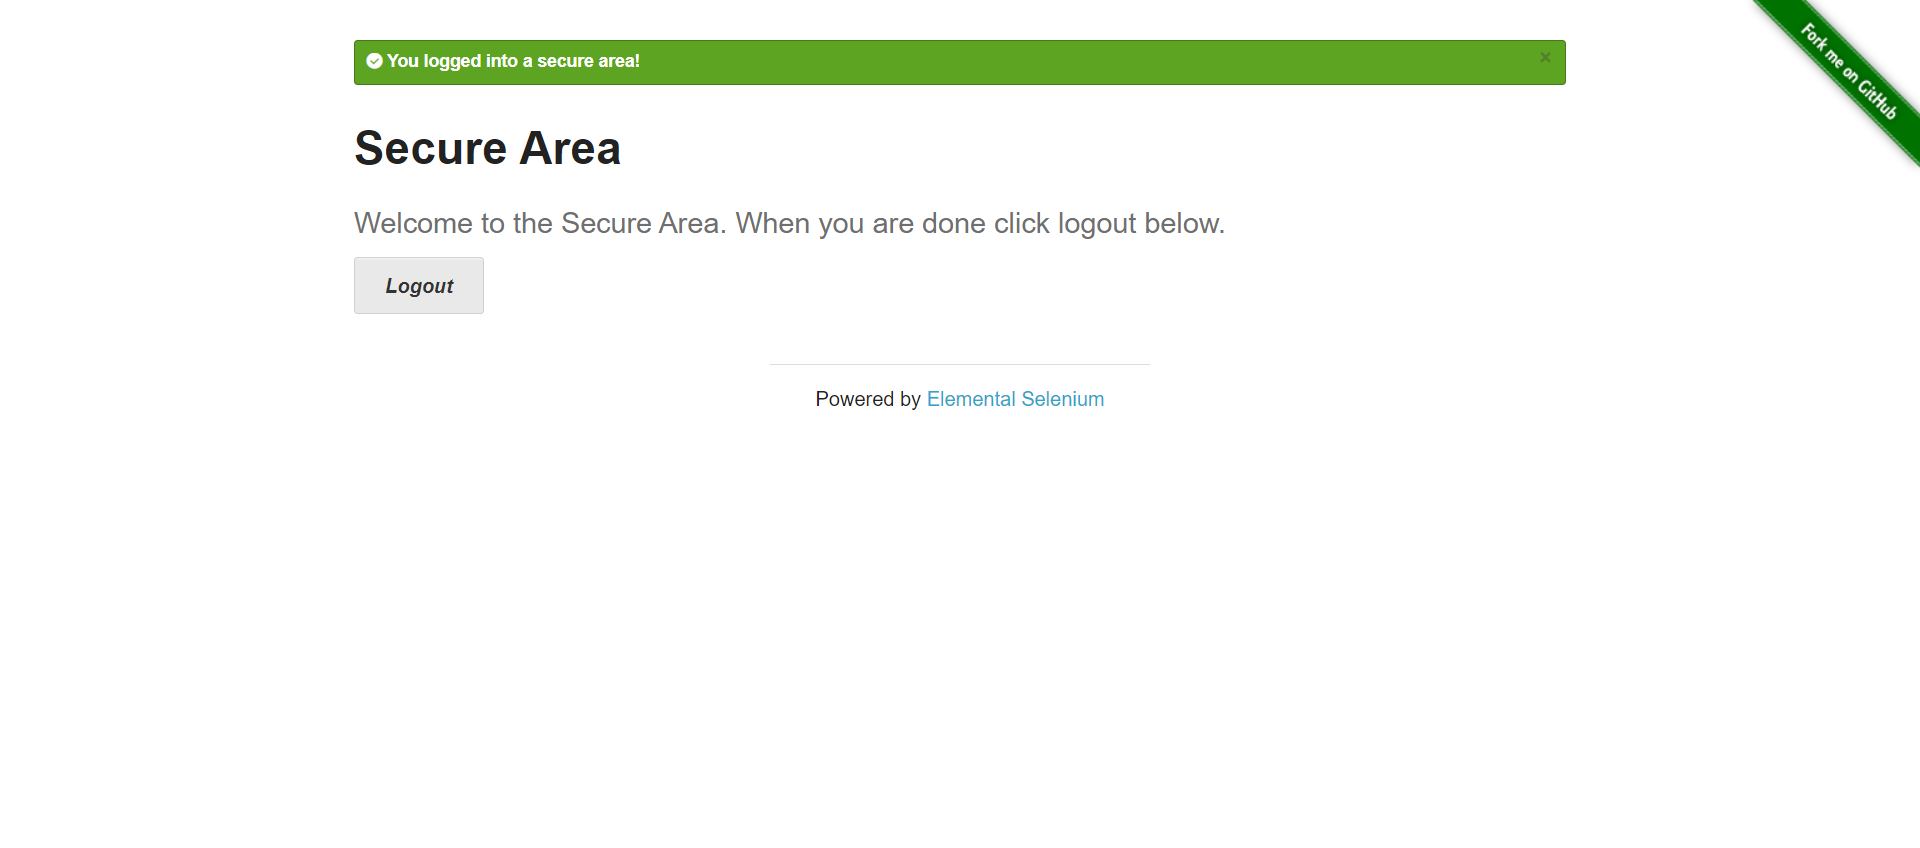 You logged into a secure area!
×
Fork me on GitHub
Secure Area
Welcome to the Secure Area. When you are done click logout below.
Logout
Powered by Elemental Selenium